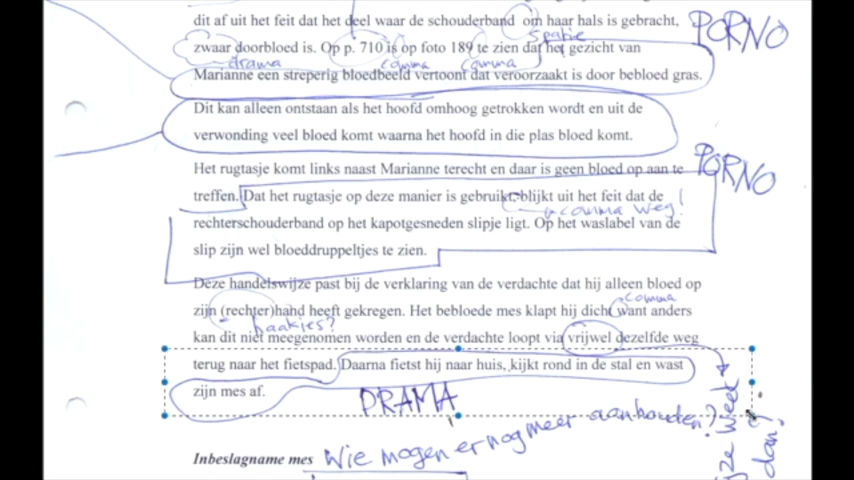 dit af uit het feit dat het deel waar de schouderband om haar hals is gebracht,
PORNO
spatie
zwaar doorbloed is. Op p. 710 is op foto 189 te zien dat het gezicht van
drama comma comma
Marianne een streperig bloedbeeld vertoont dat veroorzaakt is door bebloed gras.
Dit kan alleen ontstaan als het hoofd omhoog getrokken wordt en uit de
verwonding veel bloed komt waarna het hoofd in die plas bloed komt.
Het rugtasje komt links naast Marianne terecht en daar is geen bloed op aan te
PORNO
treffen. Dat het rugtasje op deze manier is gebruikt, blijkt uit het feit dat de
comma weg!
rechterschouderband op het kapotgesneden slipje ligt. Op het waslabel van de
slip zijn wel bloeddruppeltjes te zien.
Deze handelswijze past bij de verklaring van de verdachte dat hij alleen bloed op
comma
zijn (rechter)hand heeft gekregen. Het bebloede mes klapt hij dicht want anders
haakjes?
kan dit niet meegenomen worden en de verdachte loopt via vrijwel dezelfde weg
terug naar het fietspad. Daarna fietst hij naar huis, kijkt rond in de stal en wast
zijn mes af.
DRAMA
Wie mogen er nog meer aanhouden?
dan?
Inbeslagname mes